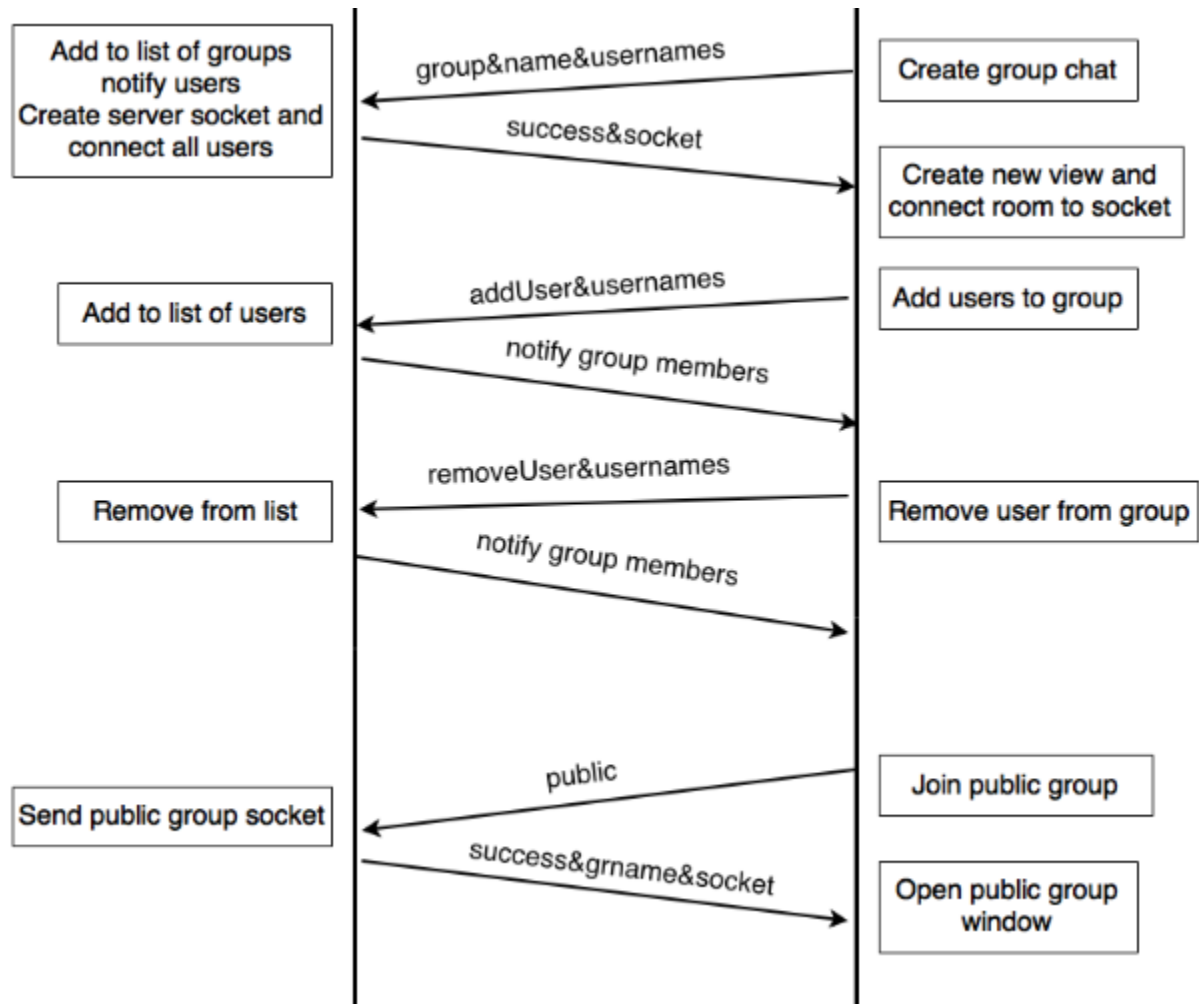 Add to list of groups
notify users
Create server socket and
connect all users
group&name&usernames
Create group chat
success&socket
Create new view and
connect room to socket
Add to list of users
addUser&usernames
Add users to group
notify group members
Remove from list
removeUser&usernames
Remove user from group
notify group members
Send public group socket
public
Join public group
success&grname&socket
Open public group
window